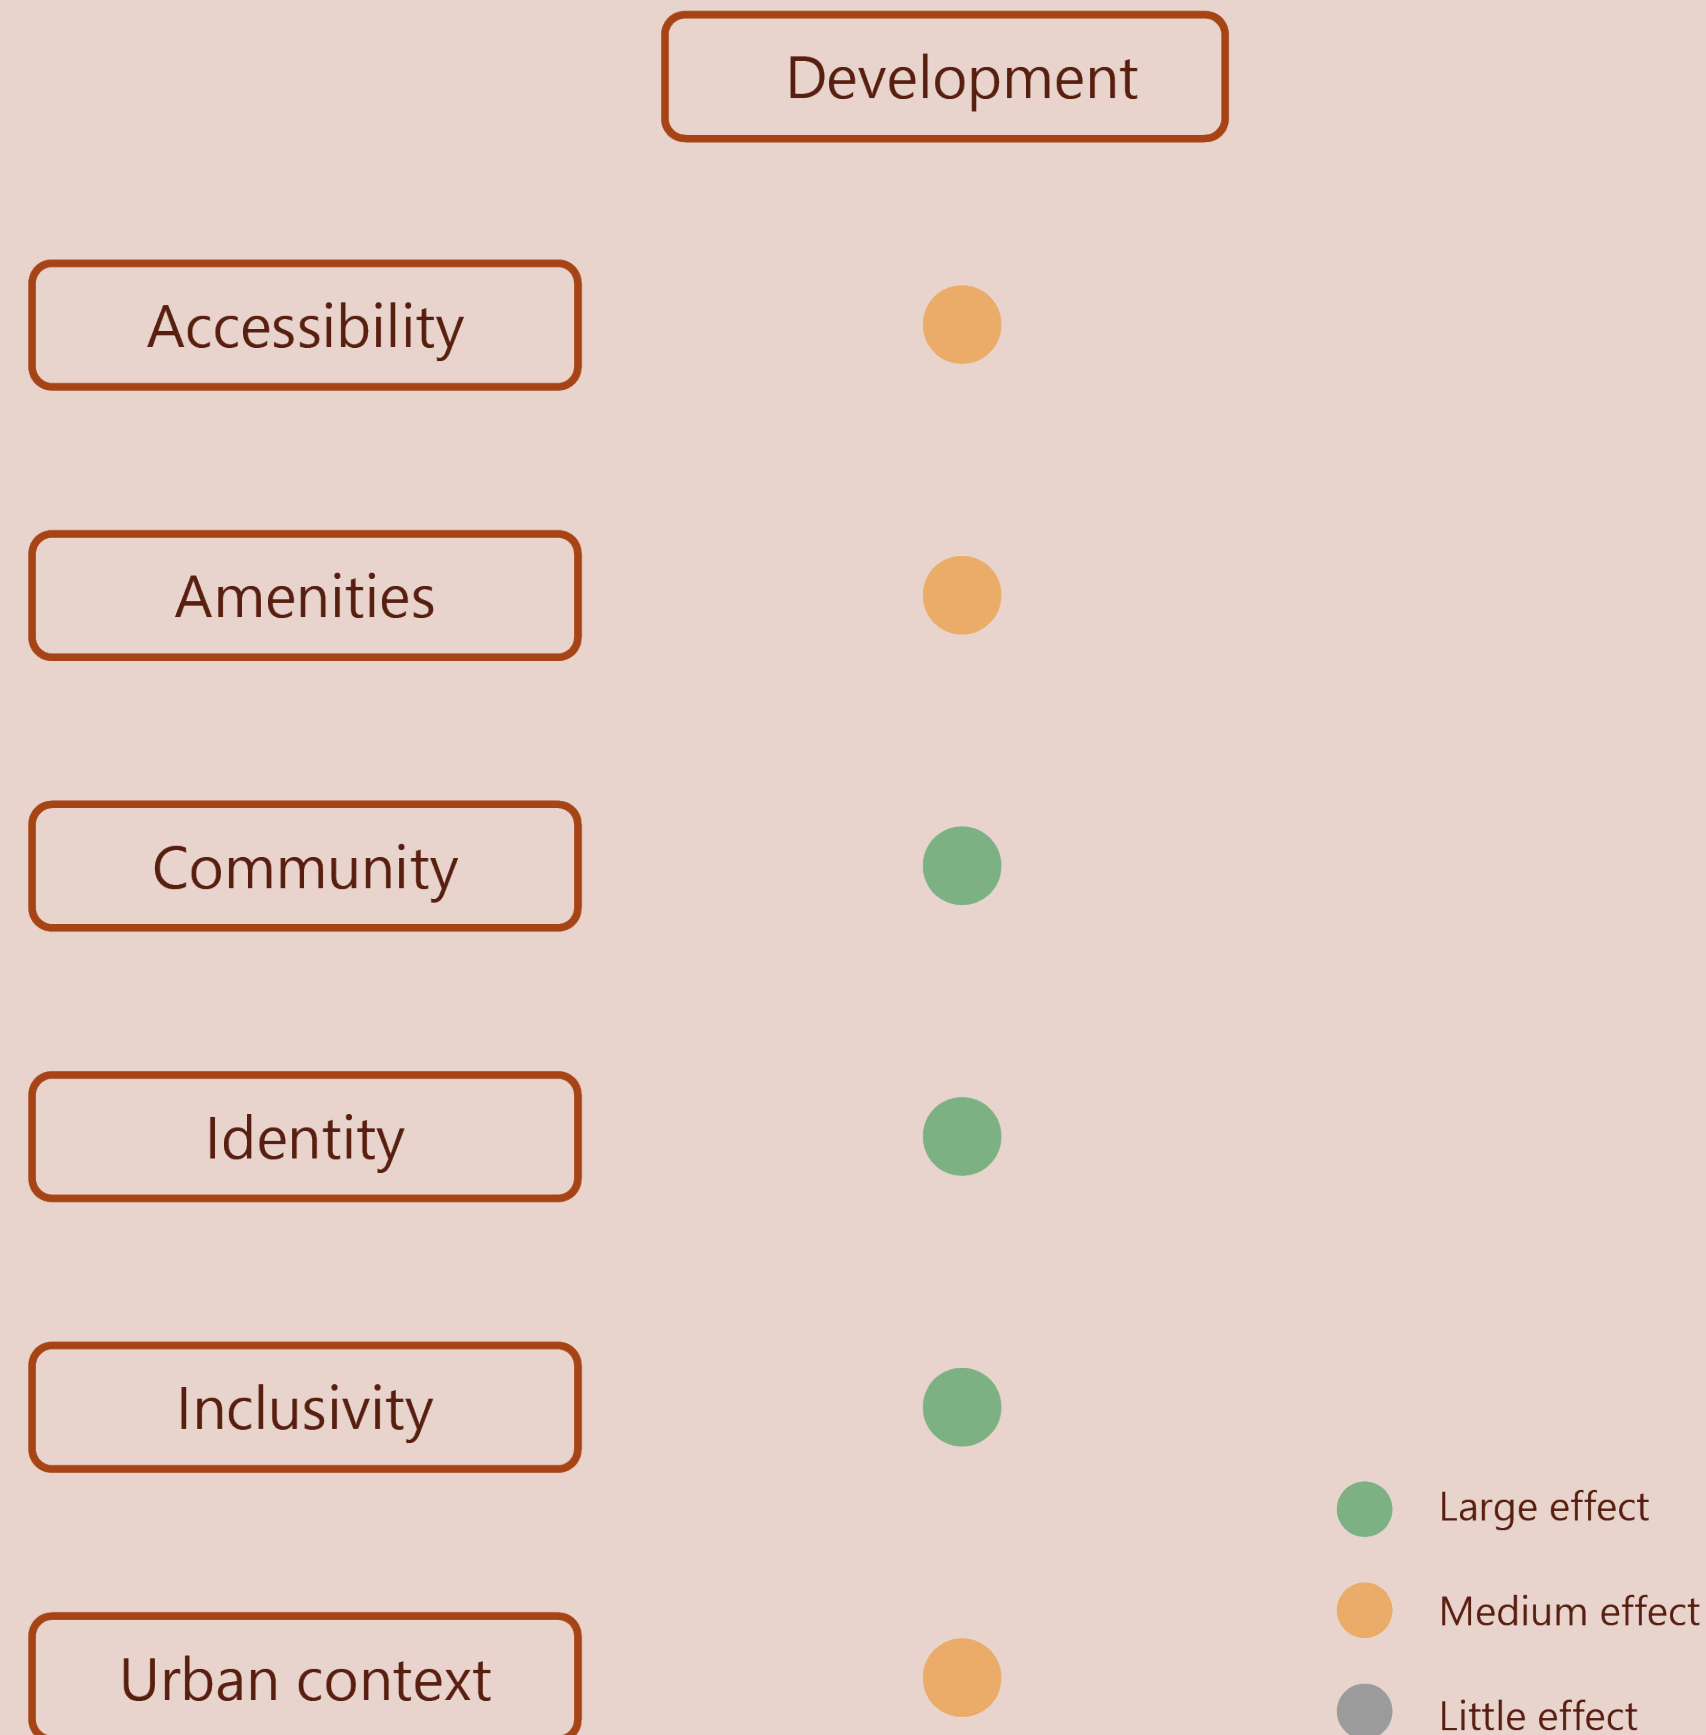 Development
Accessibility
Amenities
Community
Identity
Inclusivity
Urban context
Large effect
Medium effect
Little effect